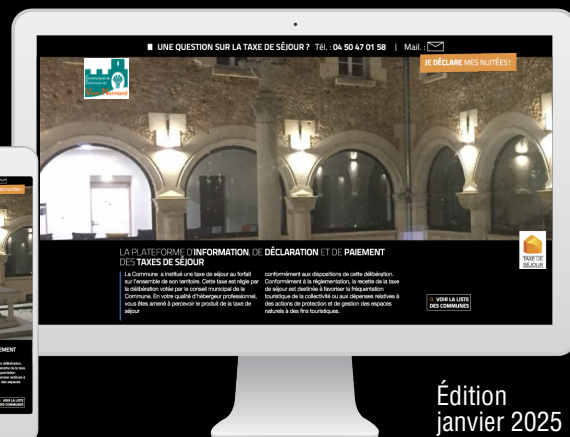 UNE QUESTION SUR LA TAXE DE SÉJOUR ? Tél. : 04 50 47 01 58 | Mail. :
JE DÉCLARE MES NUITÉES !
LA PLATEFORME D'INFORMATION, DE DÉCLARATION ET DE PAIEMENT
DES TAXES DE SÉJOUR
La Commune a institué une taxe de séjour au forfait
sur l'ensemble de son territoire. Cette taxe est régie par
la délibération votée par le conseil municipal de la
Commune. En votre qualité d'hébergeur professionnel,
vous êtes amené à percevoir le produit de la taxe de
séjour
conformément aux dispositions de cette délibération.
Conformément à la réglementation, la recette de la taxe
de séjour est destinée à favoriser la fréquentation
touristique de la collectivité ou aux dépenses relatives à
des actions de protection et de gestion des espaces
naturels à des fins touristiques.
TAXE DE
SÉJOUR
VOIR LA LISTE
DES COMMUNES
EMENT
VOIR LA LISTE
DES COMMUNES
Édition
janvier 2025